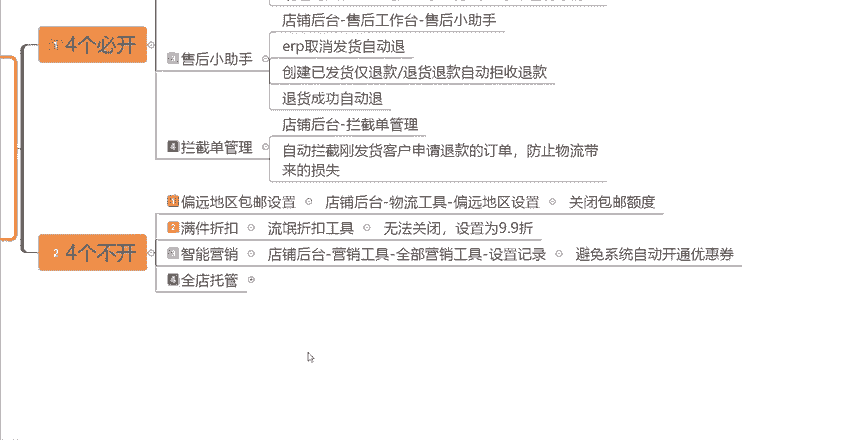 店铺后台-售后工作台-售后小助手
1 4个必开
erp取消发货自动退
3 售后小助手
创建已发货仅退款/退货退款自动拒收退款
退货成功自动退
店铺后台-拦截单管理
4 拦截单管理
自动拦截刚发货客户申请退款的订单，防止物流带
来的损失
1 偏远地区包邮设置 店铺后台-物流工具-偏远地区设置 关闭包邮额度
2 满件折扣 流氓折扣工具 无法关闭，设置为9.9折
2 4个不开
3 智能营销 店铺后台-营销工具-全部营销工具-设置记录 避免系统自动开通优惠券
4 全店托管